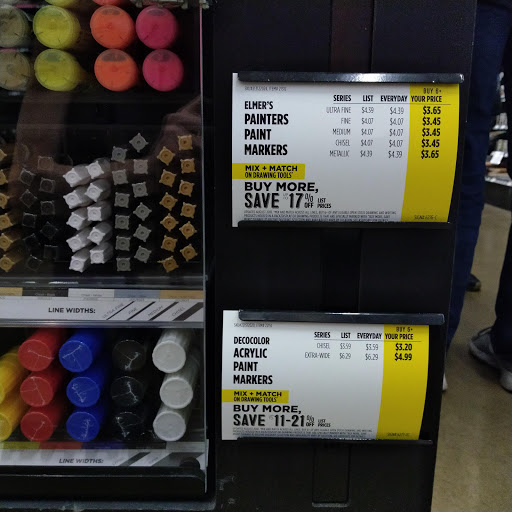 BUY 6+
SERIES LIST EVERYDAY YOUR PRICE
ELMER'S
PAINTERS
PAINT
MARKERS
ULTRA FINE $4.39 $4.39 $3.65
FINE $4.07 $4.07 $3.45
MEDIUM $4.07 $4.07 $3.45
CHISEL $4.07 $4.07 $3.45
METALLIC $4.39 $4.39 $3.65
MIX + MATCH
ON DRAWING TOOLS
BUY MORE,
SAVE 17% OFF LIST PRICES
LINE WIDTHS:
BUY 6+
SERIES LIST EVERYDAY YOUR PRICE
DECOCOLOR
ACRYLIC
PAINT
MARKERS
CHISEL $3.59 $3.59 $3.20
EXTRA-WIDE $6.29 $6.29 $4.99
MIX + MATCH
ON DRAWING TOOLS
BUY MORE,
SAVE 11-21% OFF LIST PRICES
LINE WIDTHS: